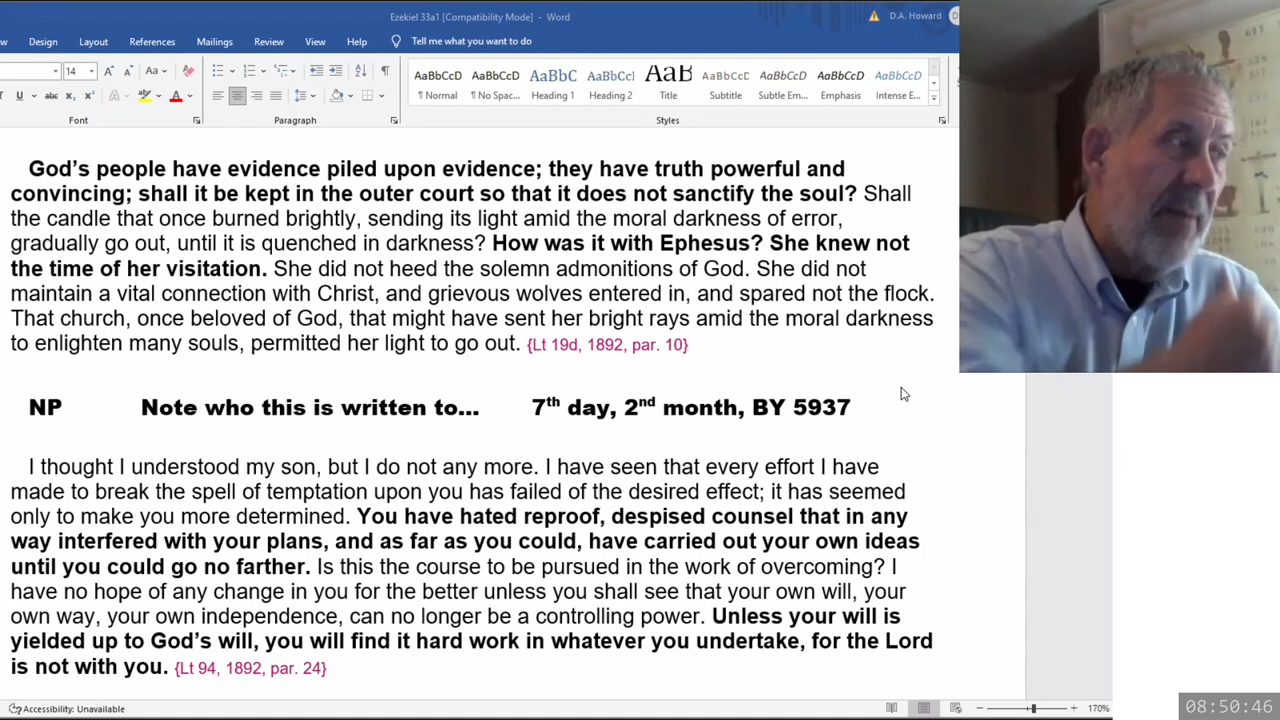 Ezekiel 33a1 [Compatibility Mode] - Word
D.A. Howard
Design Layout References Mailings Review View Help Tell me what you want to do
14 Aa
AaBbCcD AaBbCcD AaBbC AaBbCc AaB AaBbCcD AaBbCcD AaBbCcD AaBbCcD
U abc x₂ x² A
¶ Normal ¶ No Spac... Heading 1 Heading 2 Title Subtitle Subtle Em... Emphasis Intense E...
Font Paragraph Styles
God's people have evidence piled upon evidence; they have truth powerful and
convincing; shall it be kept in the outer court so that it does not sanctify the soul? Shall
the candle that once burned brightly, sending its light amid the moral darkness of error,
gradually go out, until it is quenched in darkness? How was it with Ephesus? She knew not
the time of her visitation. She did not heed the solemn admonitions of God. She did not
maintain a vital connection with Christ, and grievous wolves entered in, and spared not the flock.
That church, once beloved of God, that might have sent her bright rays amid the moral darkness
to enlighten many souls, permitted her light to go out. {Lt 19d, 1892, par. 10}
NP Note who this is written to... 7th day, 2nd month, BY 5937
I thought I understood my son, but I do not any more. I have seen that every effort I have
made to break the spell of temptation upon you has failed of the desired effect; it has seemed
only to make you more determined. You have hated reproof, despised counsel that in any
way interfered with your plans, and as far as you could, have carried out your own ideas
until you could go no farther. Is this the course to be pursued in the work of overcoming? I
have no hope of any change in you for the better unless you shall see that your own will, your
own way, your own independence, can no longer be a controlling power. Unless your will is
yielded up to God's will, you will find it hard work in whatever you undertake, for the Lord
is not with you. {Lt 94, 1892, par. 24}
Accessibility: Unavailable
170%
08:50:46